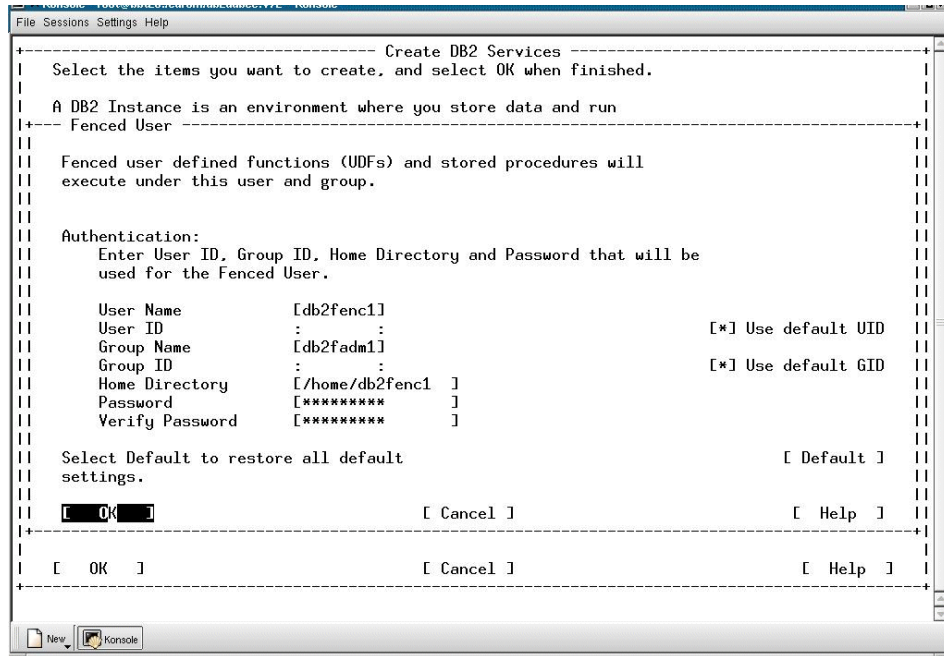 File Sessions Settings Help
Create DB2 Services
Select the items you want to create, and select OK when finished.
A DB2 Instance is an environment where you store data and run
Fenced User
Fenced user defined functions (UDFs) and stored procedures will
execute under this user and group.
Authentication:
Enter User ID, Group ID, Home Directory and Password that will be
used for the Fenced User.
User Name [db2fenc1]
User ID : : [*] Use default UID
Group Name [db2fadm1]
Group ID : : [*] Use default GID
Home Directory [/home/db2fenc1 ]
Password [********* ]
Verify Password [********* ]
Select Default to restore all default [ Default ]
settings.
[ OK ] [ Cancel ] [ Help ]
[ OK ] [ Cancel ] [ Help ]
New Konsole